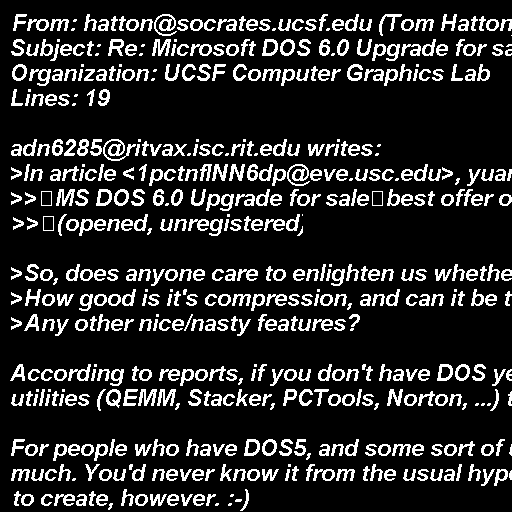 From: hatton@socrates.ucsf.edu (Tom Hatton
Subject: Re: Microsoft DOS 6.0 Upgrade for sa
Organization: UCSF Computer Graphics Lab
Lines: 19

adn6285@ritvax.isc.rit.edu writes:
>In article <1pctnflNN6dp@eve.usc.edu>, yuan
>> MS DOS 6.0 Upgrade for sale best offer o
>> (opened, unregistered)

>So, does anyone care to enlighten us whethe
>How good is it's compression, and can it be t
>Any other nice/nasty features?

According to reports, if you don't have DOS ye
utilities (QEMM, Stacker, PCTools, Norton, ...) t

For people who have DOS5, and some sort of u
much. You'd never know it from the usual hype
to create, however. :-)